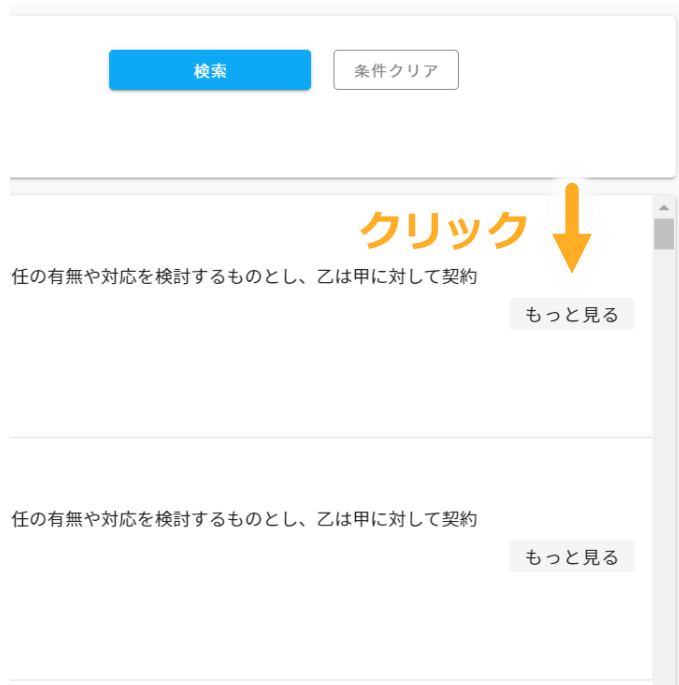 検索
条件クリア
クリック
任の有無や対応を検討するものとし、乙は甲に対して契約
もっと見る
任の有無や対応を検討するものとし、乙は甲に対して契約
もっと見る